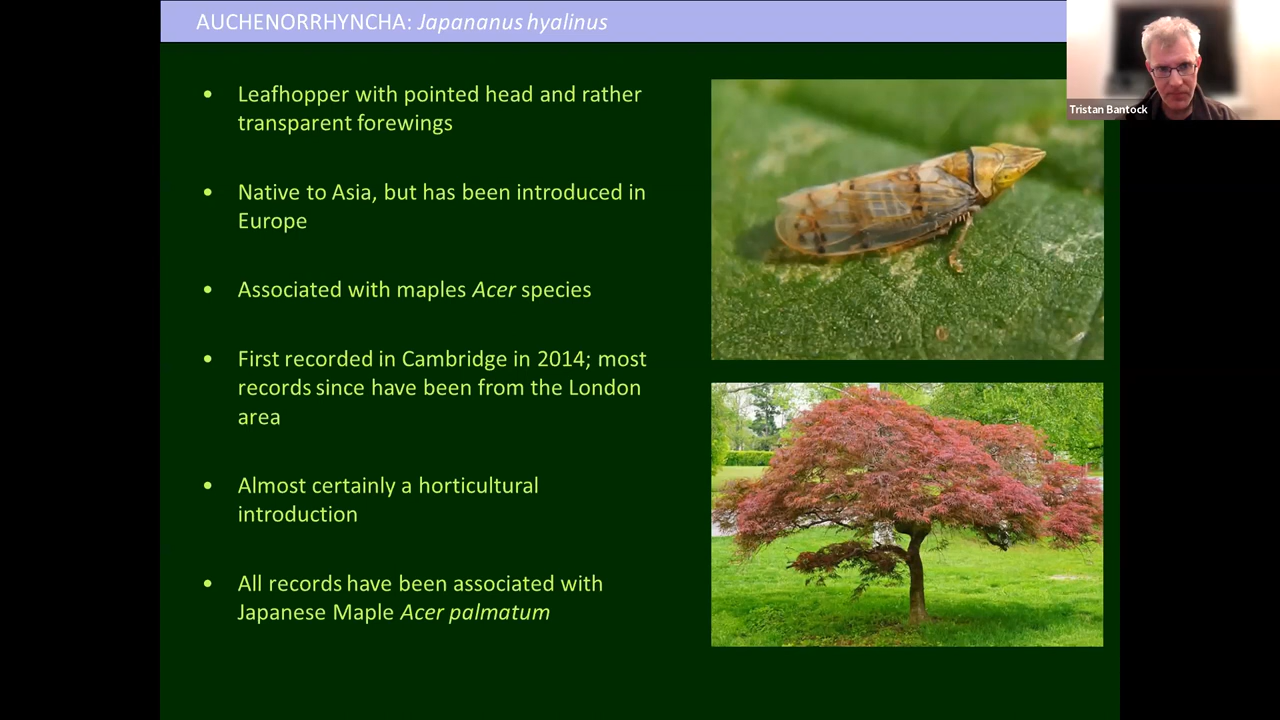 AUCHENORRHYNCHA: Japananus hyalinus
Tristan Bantock
• Leafhopper with pointed head and rather
transparent forewings
• Native to Asia, but has been introduced in
Europe
• Associated with maples Acer species
• First recorded in Cambridge in 2014; most
records since have been from the London
area
• Almost certainly a horticultural
introduction
• All records have been associated with
Japanese Maple Acer palmatum